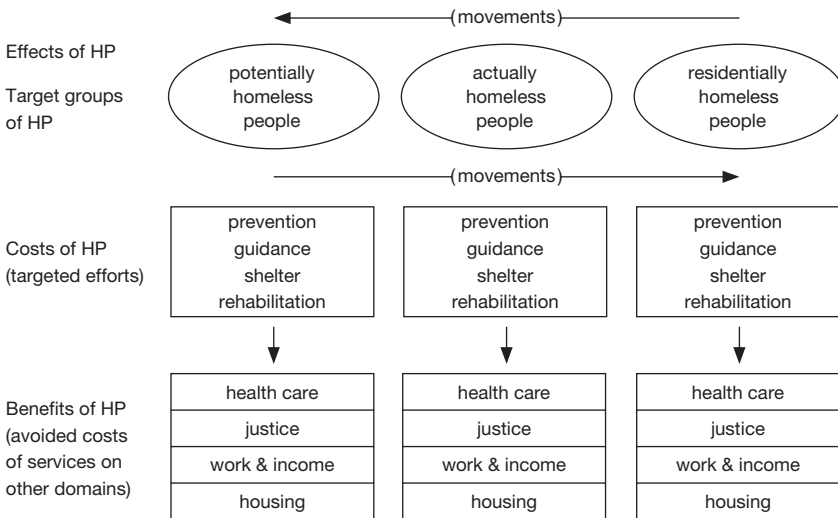 (movements)
Effects of HP
Target groups
of HP
potentially
homeless
people
actually
homeless
people
residentially
homeless
people
(movements)
Costs of HP
(targeted efforts)
prevention
guidance
shelter
rehabilitation
prevention
guidance
shelter
rehabilitation
prevention
guidance
shelter
rehabilitation
Benefits of HP
(avoided costs
of services on
other domains)
health care
justice
work & income
housing
health care
justice
work & income
housing
health care
justice
work & income
housing